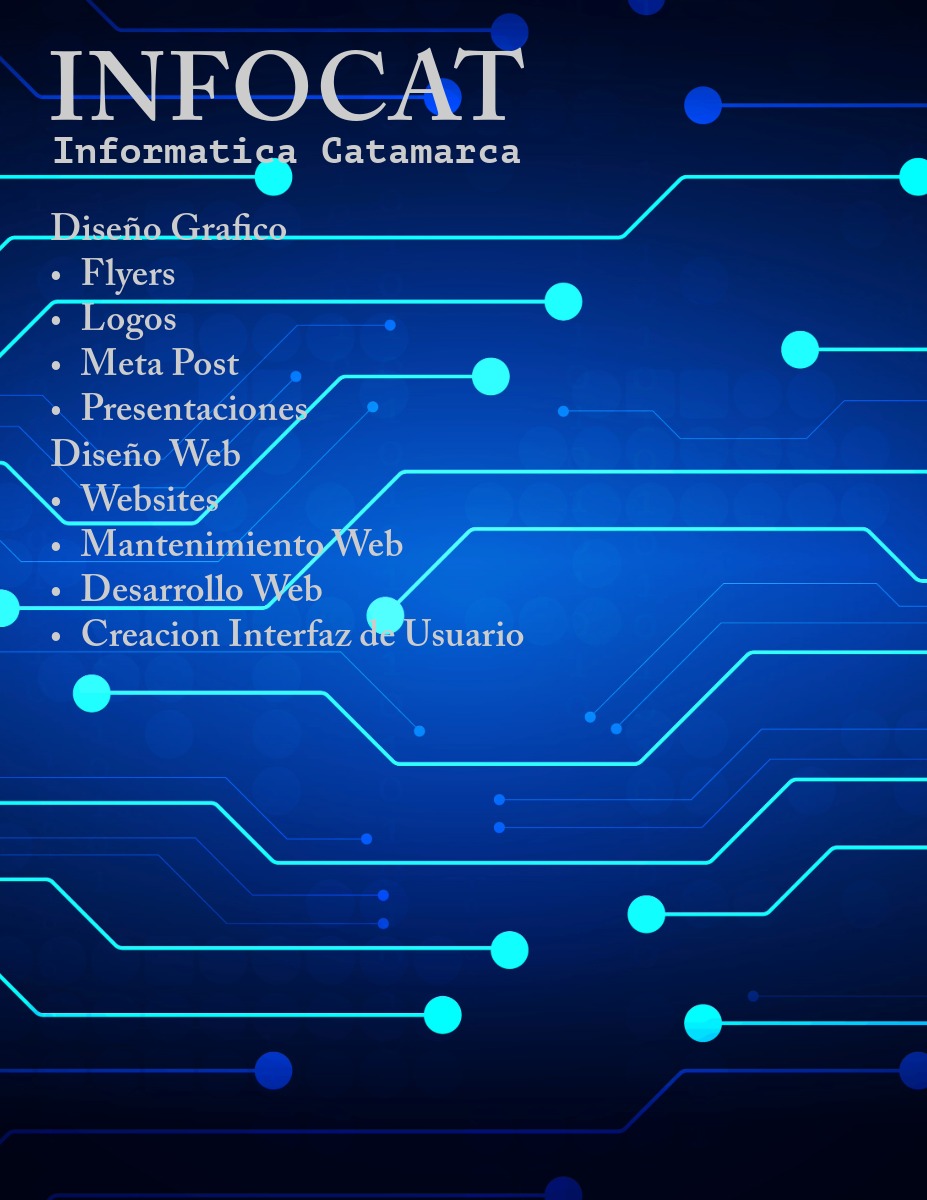 INFOCAT
Informatica Catamarca
Diseño Grafico
• Flyers
• Logos
• Meta Post
• Presentaciones
Diseño Web
• Websites
• Mantenimiento Web
• Desarrollo Web
• Creacion Interfaz de Usuario